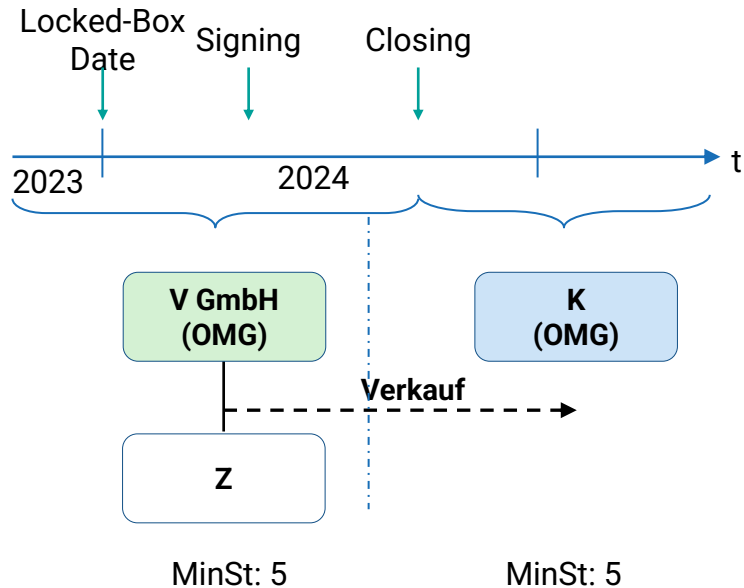 Locked-Box
Date
Signing
Closing
t
2023
2024
V GmbH
(OMG)
K
(OMG)
Verkauf
Z
MinSt: 5
MinSt: 5